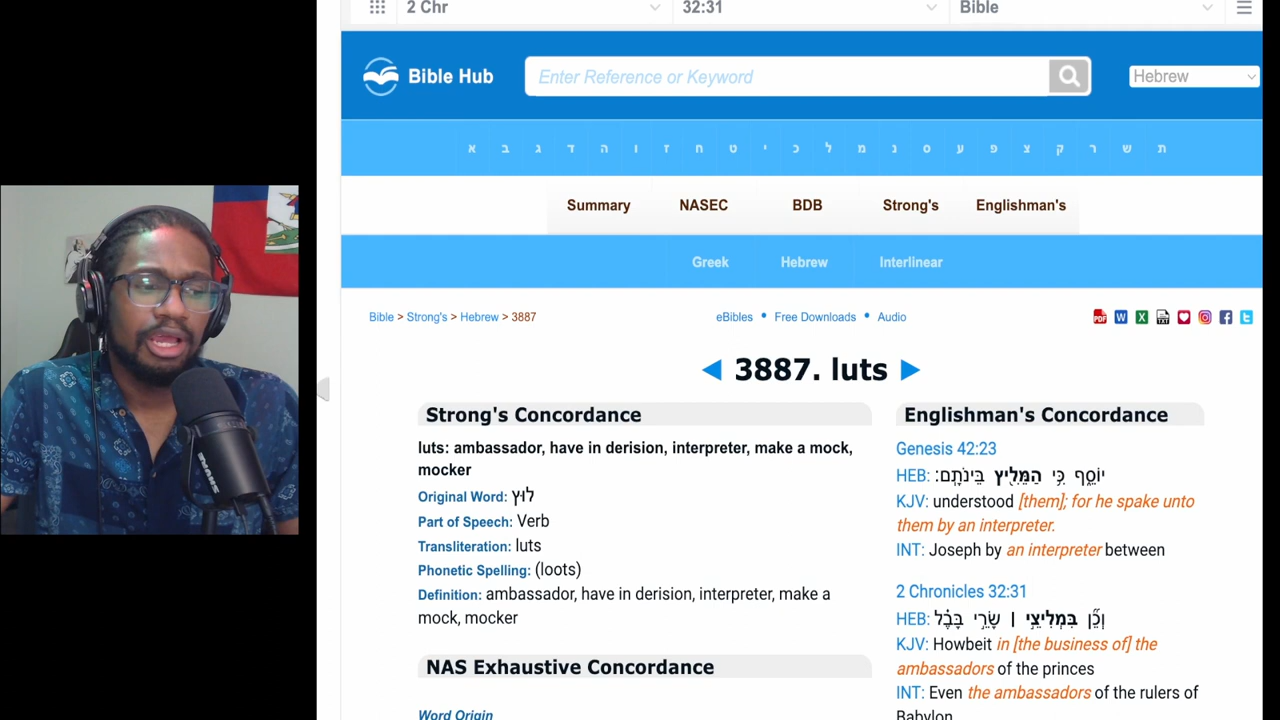 2 Chr
32:31
Bible
Bible Hub
Enter Reference or Keyword
Hebrew
א ב ג ד ה ו ז ח ט י כ ל מ נ ס ע פ צ ק ר ש ת
Summary NASEC BDB Strong's Englishman's
Greek Hebrew Interlinear
Bible > Strong's > Hebrew > 3887
eBibles • Free Downloads • Audio
◄ 3887. luts ►
Strong's Concordance
luts: ambassador, have in derision, interpreter, make a mock,
mocker
Original Word: לוּץ
Part of Speech: Verb
Transliteration: luts
Phonetic Spelling: (loots)
Definition: ambassador, have in derision, interpreter, make a
mock, mocker
NAS Exhaustive Concordance
Word Origin
Englishman's Concordance
Genesis 42:23
HEB: יוֹסֵ֑ף כִּ֥י הַמֵּלִ֖יץ בֵּינֹתָֽם׃
KJV: understood [them]; for he spake unto
them by an interpreter.
INT: Joseph by an interpreter between
2 Chronicles 32:31
HEB: וְכֵ֞ן בִּמְלִיצֵ֣י ׀ שָׂרֵ֣י בָּבֶ֗ל
KJV: Howbeit in [the business of] the
ambassadors of the princes
INT: Even the ambassadors of the rulers of
Babylon